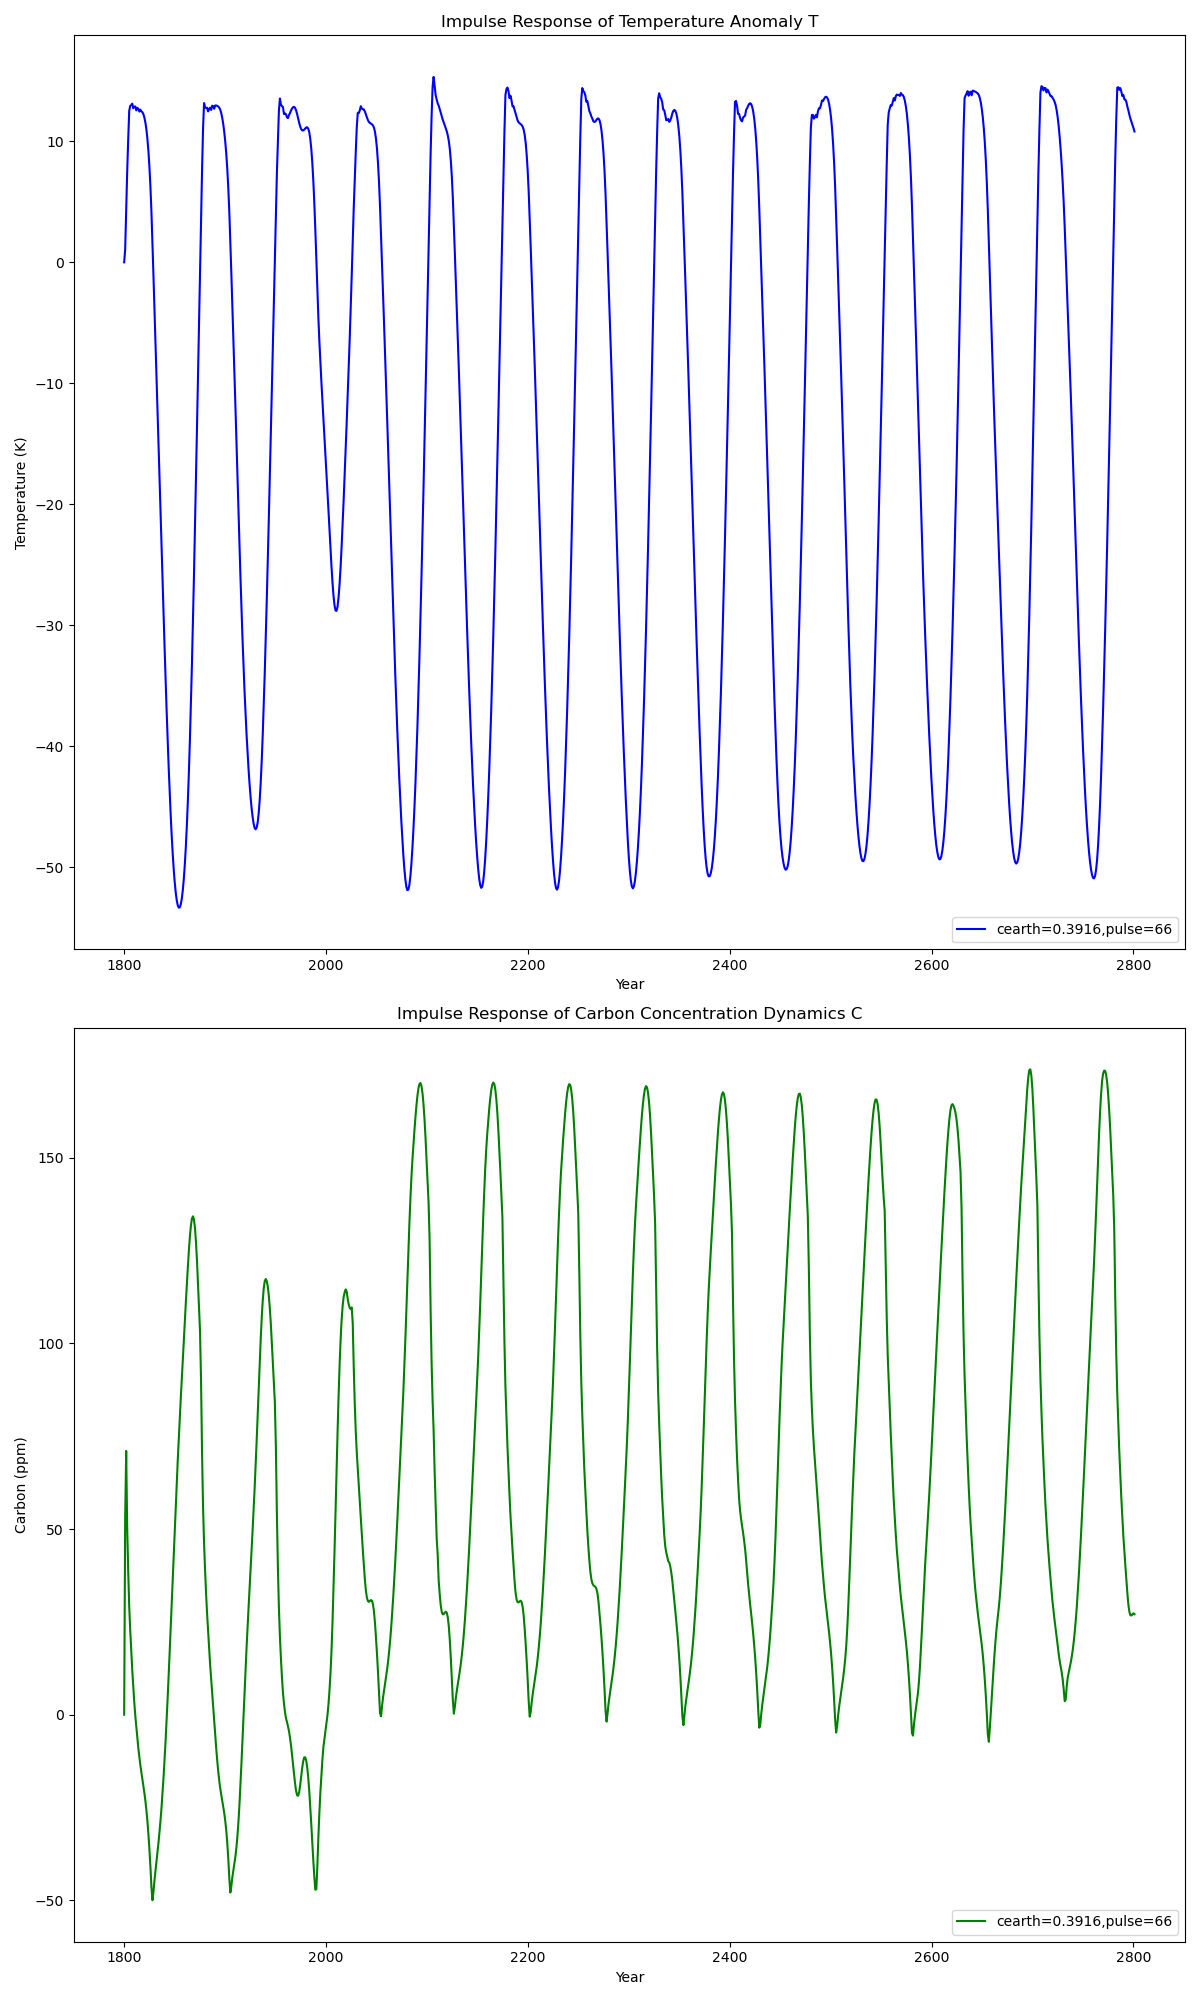 Impulse Response of Temperature Anomaly T
Temperature (K)
10
0
−10
−20
−30
−40
−50
cearth=0.3916,pulse=66
1800 2000 2200 2400 2600 2800
Year
Impulse Response of Carbon Concentration Dynamics C
Carbon (ppm)
150
100
50
0
−50
cearth=0.3916,pulse=66
1800 2000 2200 2400 2600 2800
Year